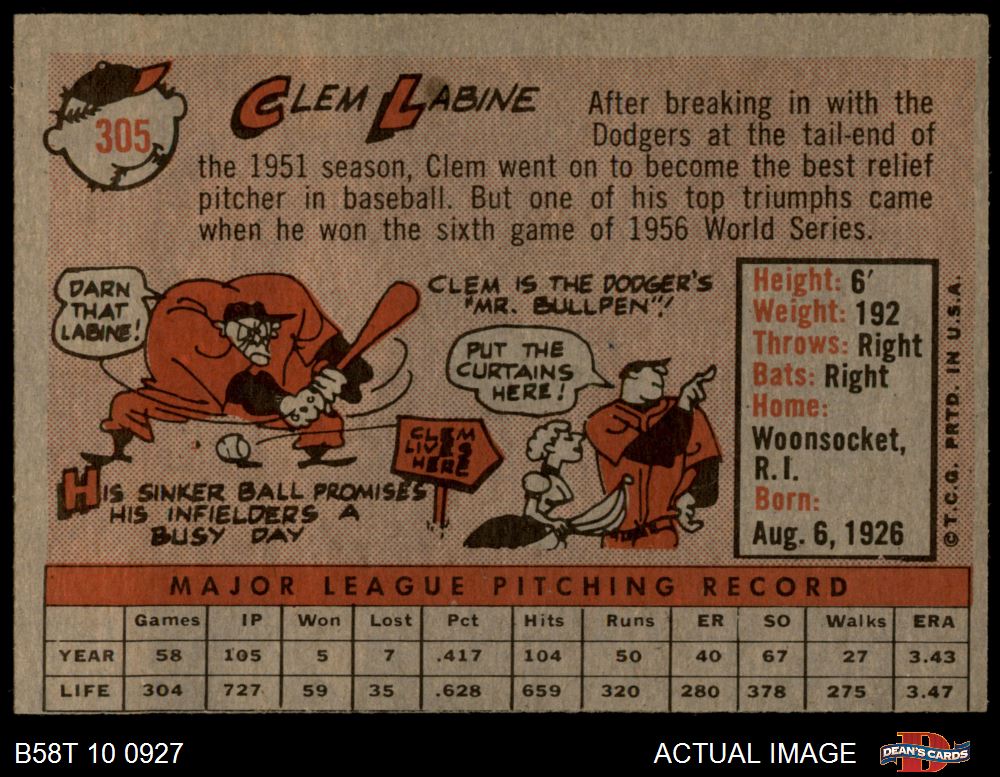 305
CLEM LABINE
After breaking in with the
Dodgers at the tail-end of
the 1951 season, Clem went on to become the best relief
pitcher in baseball. But one of his top triumphs came
when he won the sixth game of 1956 World Series.
DARN
THAT
LABINE!
CLEM IS THE DODGER'S
"MR. BULLPEN"!
PUT THE
CURTAINS
HERE!
CLEM
LIVES
HERE
HIS SINKER BALL PROMISES
HIS INFIELDERS A
BUSY DAY
Height: 6'
Weight: 192
Throws: Right
Bats: Right
Home:
Woonsocket,
R.I.
Born:
Aug. 6, 1926
© T.C.G. PRTD. IN U.S.A.
MAJOR LEAGUE PITCHING RECORD
Games IP Won Lost Pct Hits Runs ER SO Walks ERA
YEAR 58 105 5 7 .417 104 50 40 67 27 3.43
LIFE 304 727 59 35 .628 659 320 280 378 275 3.47
B58T 10 0927
ACTUAL IMAGE
DEAN'S CARDS